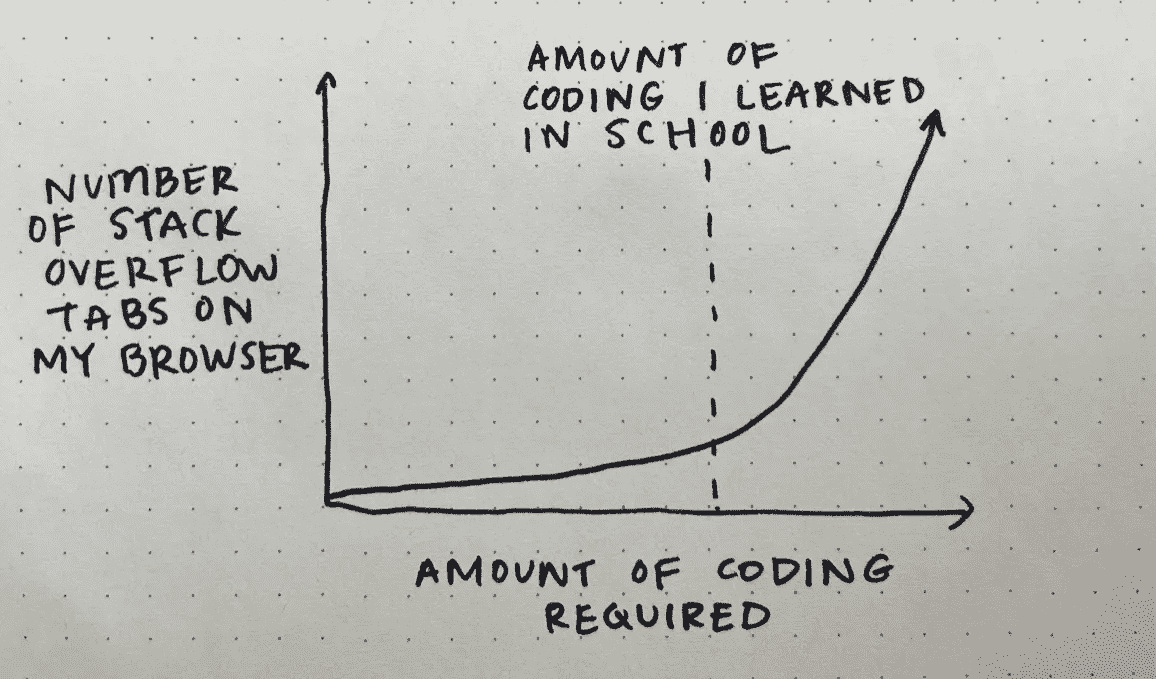 AMOUNT OF
CODING I LEARNED
IN SCHOOL
NUMBER
OF STACK
OVERFLOW
TABS ON
MY BROWSER
AMOUNT OF CODING
REQUIRED